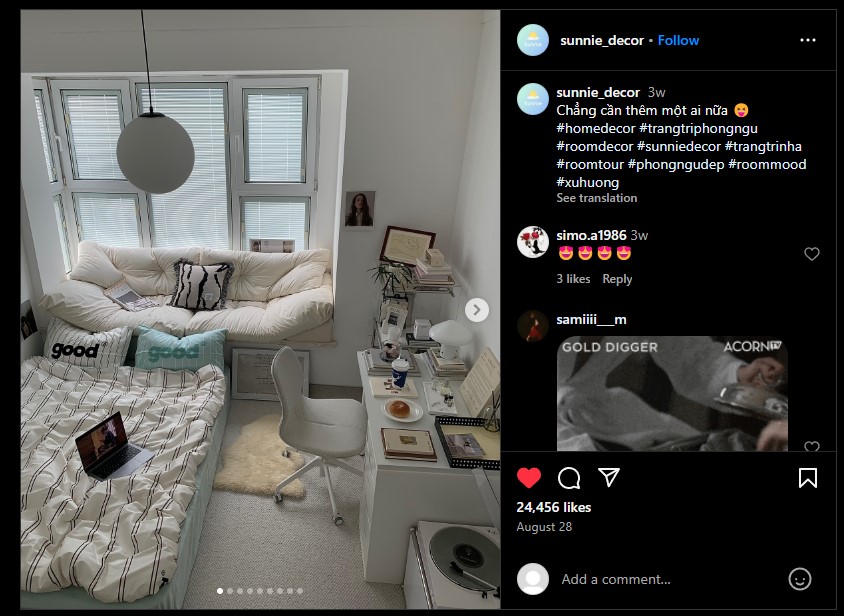 sunnie_decor • Follow
sunnie_decor 3w
Chẳng cần thêm một ai nữa 😝
#homedecor #trangtriphongngu
#roomdecor #sunniedecor #trangtrinha
#roomtour #phongngudep #roommood
#xuhuong
See translation
simo.a1986 3w
😍😍😍😍
3 likes Reply
samiiii___m
GOLD DIGGER
ACORN TV
good
good
24,456 likes
August 28
Add a comment...